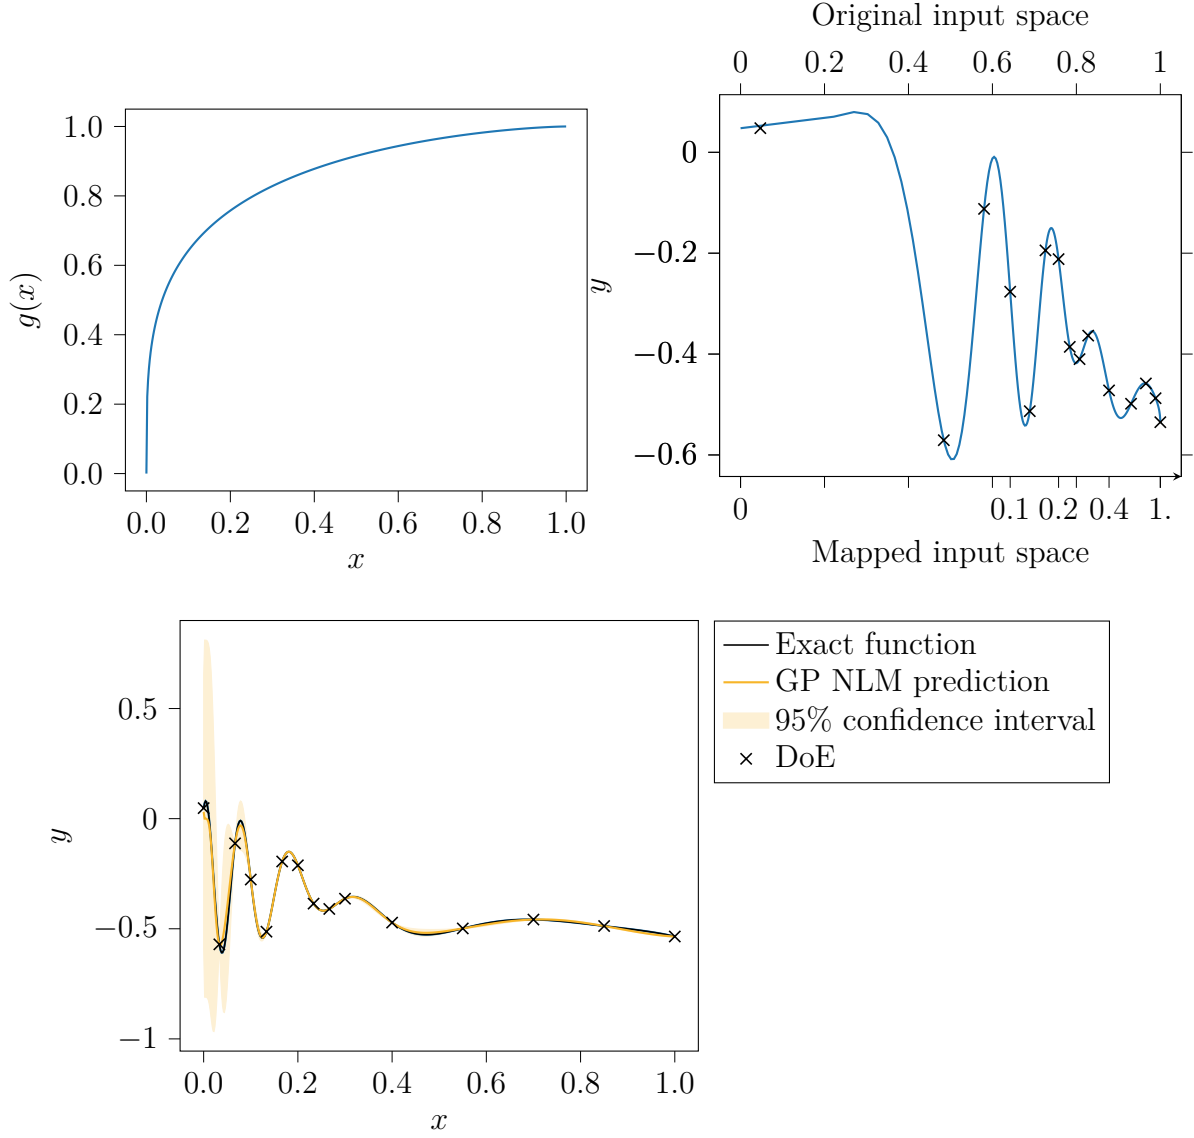 Original input space
0 0.2 0.4 0.6 0.8 1
1.0
0.8
0.6
0.4
0.2
0.0
g(x)
0.0 0.2 0.4 0.6 0.8 1.0
x
0
−0.2
−0.4
−0.6
y
0 0.1 0.2 0.4 1.
Mapped input space
0.5
0
−0.5
−1
y
0.0 0.2 0.4 0.6 0.8 1.0
x
Exact function
GP NLM prediction
95% confidence interval
DoE